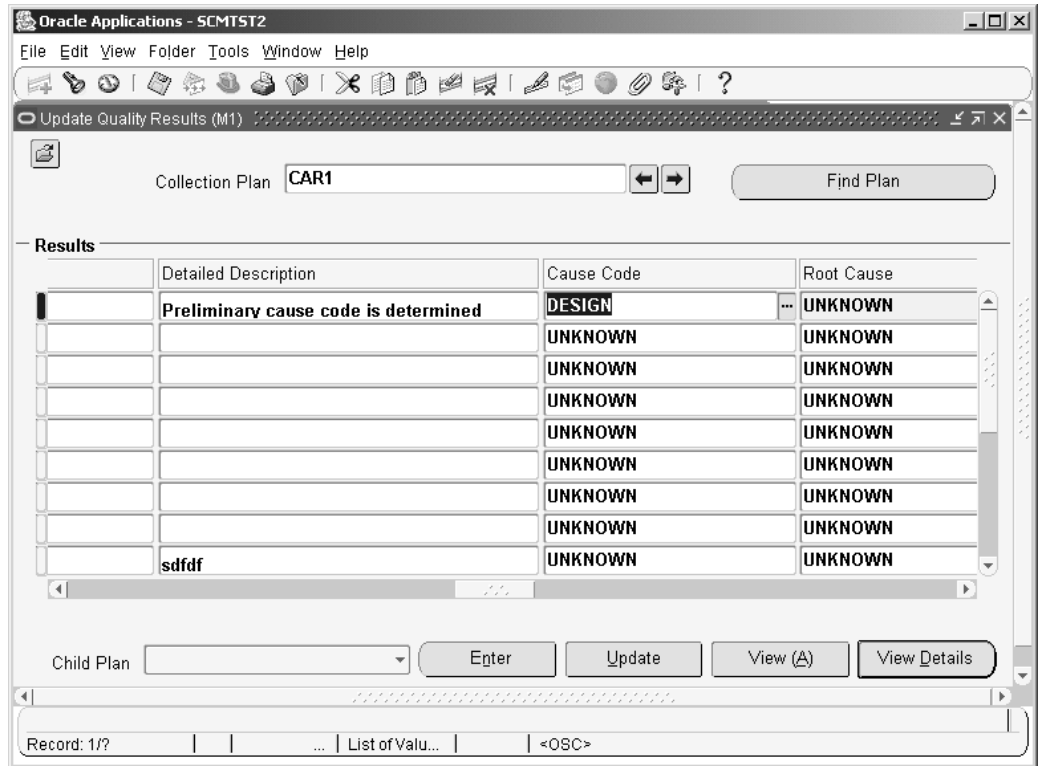 Oracle Applications - SCMTST2
File Edit View Folder Tools Window Help
?
Update Quality Results (M1)
Collection Plan CAR1 Find Plan
Results
Detailed Description Cause Code Root Cause
Preliminary cause code is determined DESIGN ... UNKNOWN
UNKNOWN UNKNOWN
UNKNOWN UNKNOWN
UNKNOWN UNKNOWN
UNKNOWN UNKNOWN
UNKNOWN UNKNOWN
UNKNOWN UNKNOWN
UNKNOWN UNKNOWN
sdfdf UNKNOWN UNKNOWN
Child Plan Enter Update View (A) View Details
Record: 1/? ... List of Valu... <OSC>